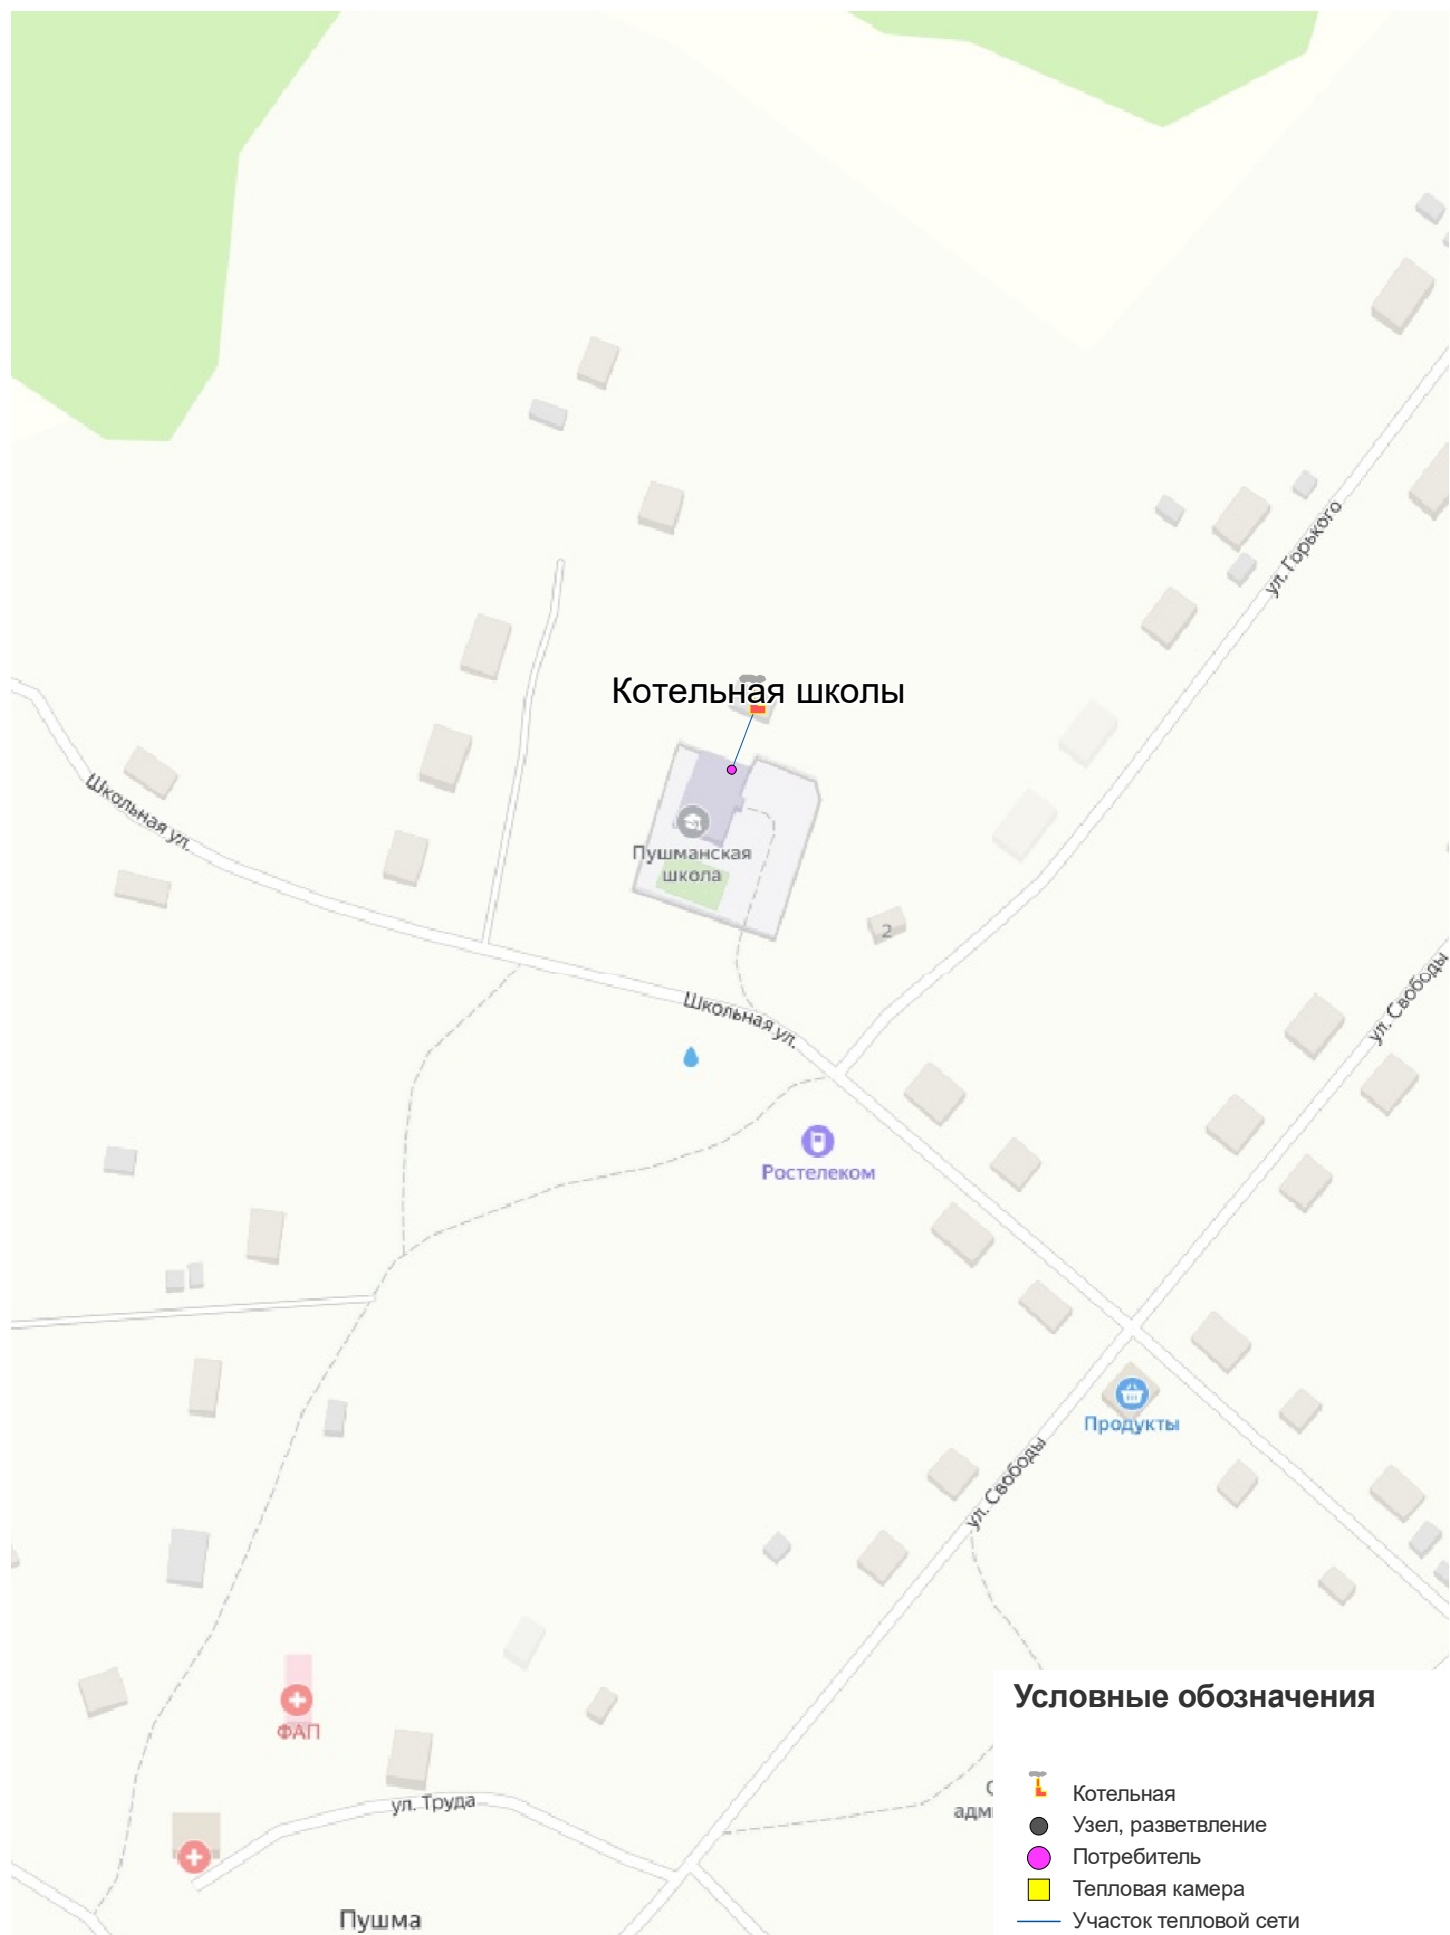 ул. Горького
Котельная школы
Школьная ул.
Пушманская
школа
2
ул. Свободы
Школьная ул.
Ростелеком
Продукты
ул. Свободы
ФАП
ул. Труда
адм
Пушма
Условные обозначения
Котельная
Узел, разветвление
Потребитель
Тепловая камера
Участок тепловой сети